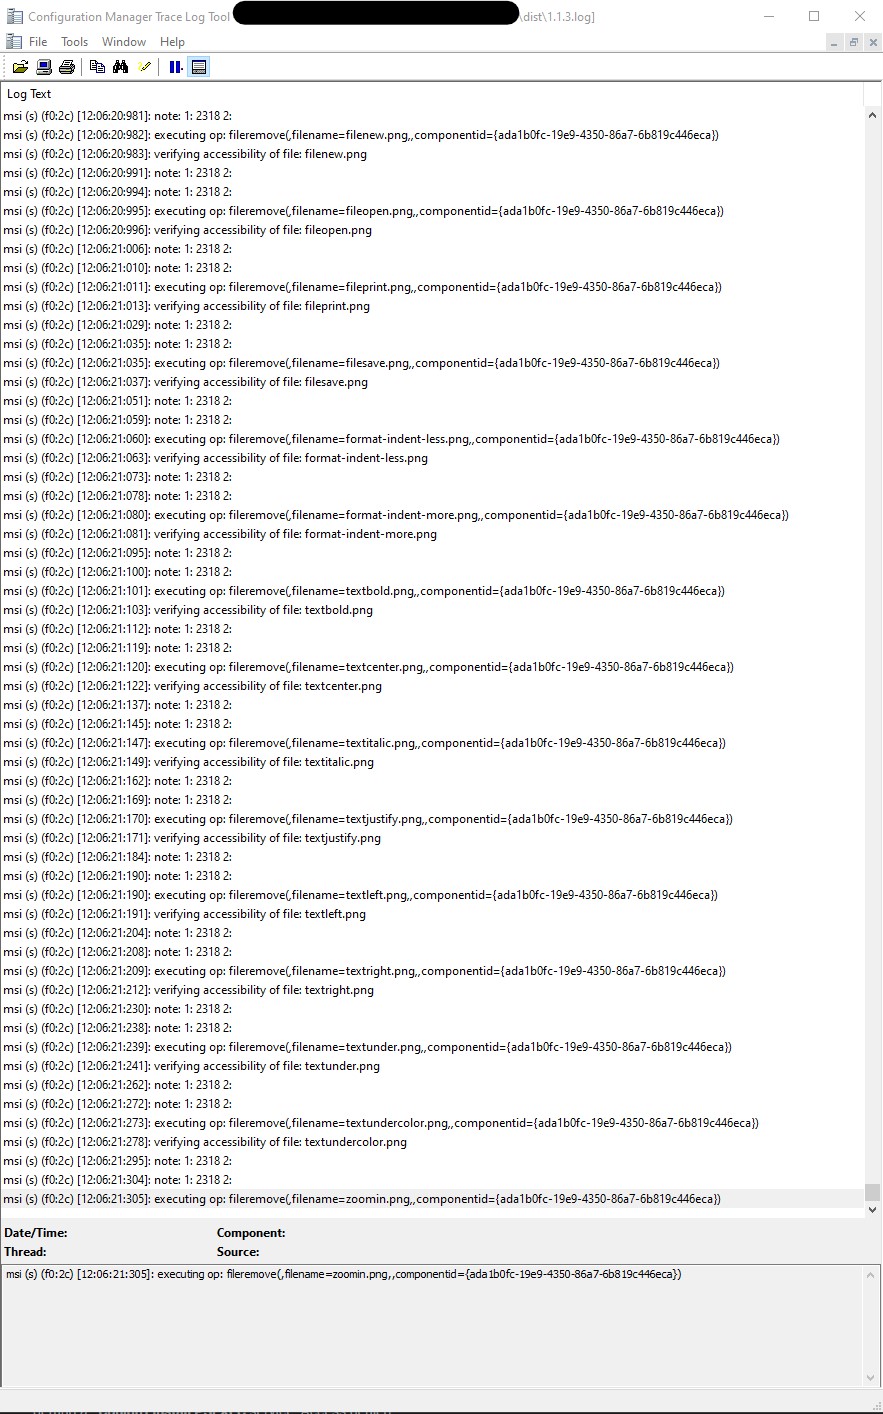 Configuration Manager Trace Log Tool \dist\1.1.3.log]
File Tools Window Help
Log Text
msi (s) (f0:2c) [12:06:20:981]: note: 1: 2318 2:
msi (s) (f0:2c) [12:06:20:982]: executing op: fileremove(,filename=filenew.png,,componentid={ada1b0fc-19e9-4350-86a7-6b819c446eca})
msi (s) (f0:2c) [12:06:20:983]: verifying accessibility of file: filenew.png
msi (s) (f0:2c) [12:06:20:991]: note: 1: 2318 2:
msi (s) (f0:2c) [12:06:20:994]: note: 1: 2318 2:
msi (s) (f0:2c) [12:06:20:995]: executing op: fileremove(,filename=fileopen.png,,componentid={ada1b0fc-19e9-4350-86a7-6b819c446eca})
msi (s) (f0:2c) [12:06:20:996]: verifying accessibility of file: fileopen.png
msi (s) (f0:2c) [12:06:21:006]: note: 1: 2318 2:
msi (s) (f0:2c) [12:06:21:010]: note: 1: 2318 2:
msi (s) (f0:2c) [12:06:21:011]: executing op: fileremove(,filename=fileprint.png,,componentid={ada1b0fc-19e9-4350-86a7-6b819c446eca})
msi (s) (f0:2c) [12:06:21:013]: verifying accessibility of file: fileprint.png
msi (s) (f0:2c) [12:06:21:029]: note: 1: 2318 2:
msi (s) (f0:2c) [12:06:21:035]: note: 1: 2318 2:
msi (s) (f0:2c) [12:06:21:035]: executing op: fileremove(,filename=filesave.png,,componentid={ada1b0fc-19e9-4350-86a7-6b819c446eca})
msi (s) (f0:2c) [12:06:21:037]: verifying accessibility of file: filesave.png
msi (s) (f0:2c) [12:06:21:051]: note: 1: 2318 2:
msi (s) (f0:2c) [12:06:21:059]: note: 1: 2318 2:
msi (s) (f0:2c) [12:06:21:060]: executing op: fileremove(,filename=format-indent-less.png,,componentid={ada1b0fc-19e9-4350-86a7-6b819c446eca})
msi (s) (f0:2c) [12:06:21:063]: verifying accessibility of file: format-indent-less.png
msi (s) (f0:2c) [12:06:21:073]: note: 1: 2318 2:
msi (s) (f0:2c) [12:06:21:078]: note: 1: 2318 2:
msi (s) (f0:2c) [12:06:21:080]: executing op: fileremove(,filename=format-indent-more.png,,componentid={ada1b0fc-19e9-4350-86a7-6b819c446eca})
msi (s) (f0:2c) [12:06:21:081]: verifying accessibility of file: format-indent-more.png
msi (s) (f0:2c) [12:06:21:095]: note: 1: 2318 2:
msi (s) (f0:2c) [12:06:21:100]: note: 1: 2318 2:
msi (s) (f0:2c) [12:06:21:101]: executing op: fileremove(,filename=textbold.png,,componentid={ada1b0fc-19e9-4350-86a7-6b819c446eca})
msi (s) (f0:2c) [12:06:21:103]: verifying accessibility of file: textbold.png
msi (s) (f0:2c) [12:06:21:112]: note: 1: 2318 2:
msi (s) (f0:2c) [12:06:21:119]: note: 1: 2318 2:
msi (s) (f0:2c) [12:06:21:120]: executing op: fileremove(,filename=textcenter.png,,componentid={ada1b0fc-19e9-4350-86a7-6b819c446eca})
msi (s) (f0:2c) [12:06:21:122]: verifying accessibility of file: textcenter.png
msi (s) (f0:2c) [12:06:21:137]: note: 1: 2318 2:
msi (s) (f0:2c) [12:06:21:145]: note: 1: 2318 2:
msi (s) (f0:2c) [12:06:21:147]: executing op: fileremove(,filename=textitalic.png,,componentid={ada1b0fc-19e9-4350-86a7-6b819c446eca})
msi (s) (f0:2c) [12:06:21:149]: verifying accessibility of file: textitalic.png
msi (s) (f0:2c) [12:06:21:162]: note: 1: 2318 2:
msi (s) (f0:2c) [12:06:21:169]: note: 1: 2318 2:
msi (s) (f0:2c) [12:06:21:170]: executing op: fileremove(,filename=textjustify.png,,componentid={ada1b0fc-19e9-4350-86a7-6b819c446eca})
msi (s) (f0:2c) [12:06:21:171]: verifying accessibility of file: textjustify.png
msi (s) (f0:2c) [12:06:21:184]: note: 1: 2318 2:
msi (s) (f0:2c) [12:06:21:190]: note: 1: 2318 2:
msi (s) (f0:2c) [12:06:21:190]: executing op: fileremove(,filename=textleft.png,,componentid={ada1b0fc-19e9-4350-86a7-6b819c446eca})
msi (s) (f0:2c) [12:06:21:191]: verifying accessibility of file: textleft.png
msi (s) (f0:2c) [12:06:21:204]: note: 1: 2318 2:
msi (s) (f0:2c) [12:06:21:208]: note: 1: 2318 2:
msi (s) (f0:2c) [12:06:21:209]: executing op: fileremove(,filename=textright.png,,componentid={ada1b0fc-19e9-4350-86a7-6b819c446eca})
msi (s) (f0:2c) [12:06:21:212]: verifying accessibility of file: textright.png
msi (s) (f0:2c) [12:06:21:230]: note: 1: 2318 2:
msi (s) (f0:2c) [12:06:21:238]: note: 1: 2318 2:
msi (s) (f0:2c) [12:06:21:239]: executing op: fileremove(,filename=textunder.png,,componentid={ada1b0fc-19e9-4350-86a7-6b819c446eca})
msi (s) (f0:2c) [12:06:21:241]: verifying accessibility of file: textunder.png
msi (s) (f0:2c) [12:06:21:262]: note: 1: 2318 2:
msi (s) (f0:2c) [12:06:21:272]: note: 1: 2318 2:
msi (s) (f0:2c) [12:06:21:273]: executing op: fileremove(,filename=textundercolor.png,,componentid={ada1b0fc-19e9-4350-86a7-6b819c446eca})
msi (s) (f0:2c) [12:06:21:278]: verifying accessibility of file: textundercolor.png
msi (s) (f0:2c) [12:06:21:295]: note: 1: 2318 2:
msi (s) (f0:2c) [12:06:21:304]: note: 1: 2318 2:
msi (s) (f0:2c) [12:06:21:305]: executing op: fileremove(,filename=zoomin.png,,componentid={ada1b0fc-19e9-4350-86a7-6b819c446eca})
Date/Time: Component:
Thread: Source:
msi (s) (f0:2c) [12:06:21:305]: executing op: fileremove(,filename=zoomin.png,,componentid={ada1b0fc-19e9-4350-86a7-6b819c446eca})